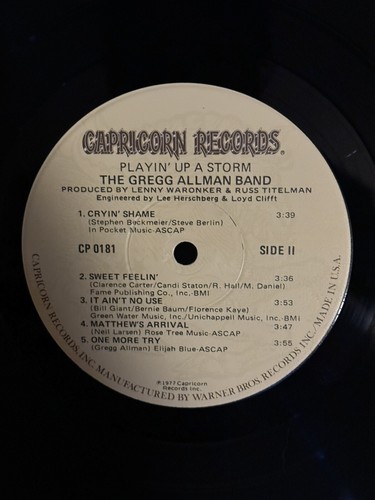 CAPRICORN RECORDS®
PLAYIN' UP A STORM
THE GREGG ALLMAN BAND
PRODUCED BY LENNY WARONKER & RUSS TITELMAN
Engineered by Lee Herschberg & Loyd Clifft
1. CRYIN' SHAME 3:39
(Stephen Beckmeier/Steve Berlin)
In Pocket Music-ASCAP
CP 0181 SIDE II
2. SWEET FEELIN' 3:36
(Clarence Carter/Candi Staton/R. Hall/M. Daniel)
Fame Publishing Co., Inc.-BMI
3. IT AIN'T NO USE 3:53
(Bill Giant/Bernie Baum/Florence Kaye)
Green Water Music, Inc./Unichappell Music, Inc.-BMI
4. MATTHEW'S ARRIVAL 3:47
(Neil Larsen) Rose Tree Music-ASCAP
5. ONE MORE TRY 3:55
(Gregg Allman) Elijah Blue-ASCAP
℗1977 Capricorn
Records Inc.
CAPRICORN RECORDS, INC. MANUFACTURED BY WARNER BROS. RECORDS INC. MADE IN U.S.A.